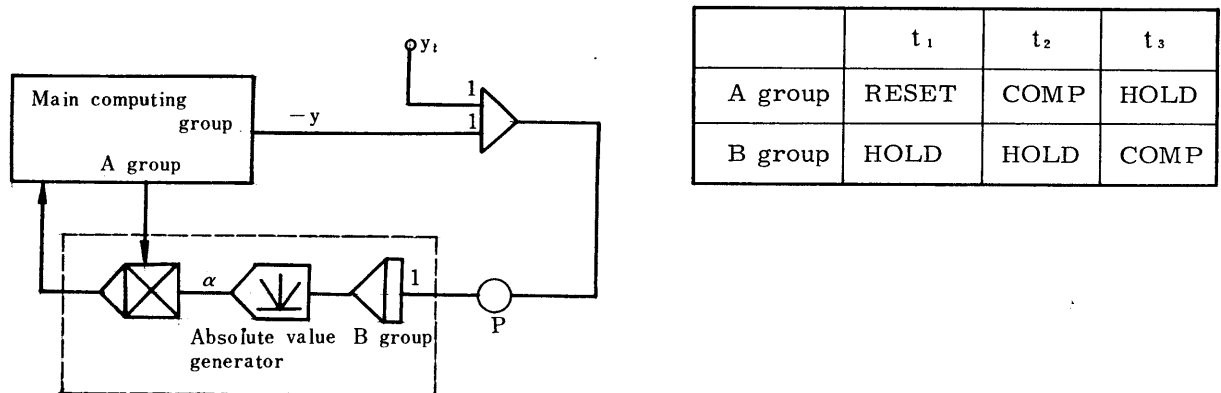 yₜ
Main computing
group
A group
−y
1
1
α
1
P
Absolute value
generator
B group
t₁ t₂ t₃
A group RESET COMP HOLD
B group HOLD HOLD COMP